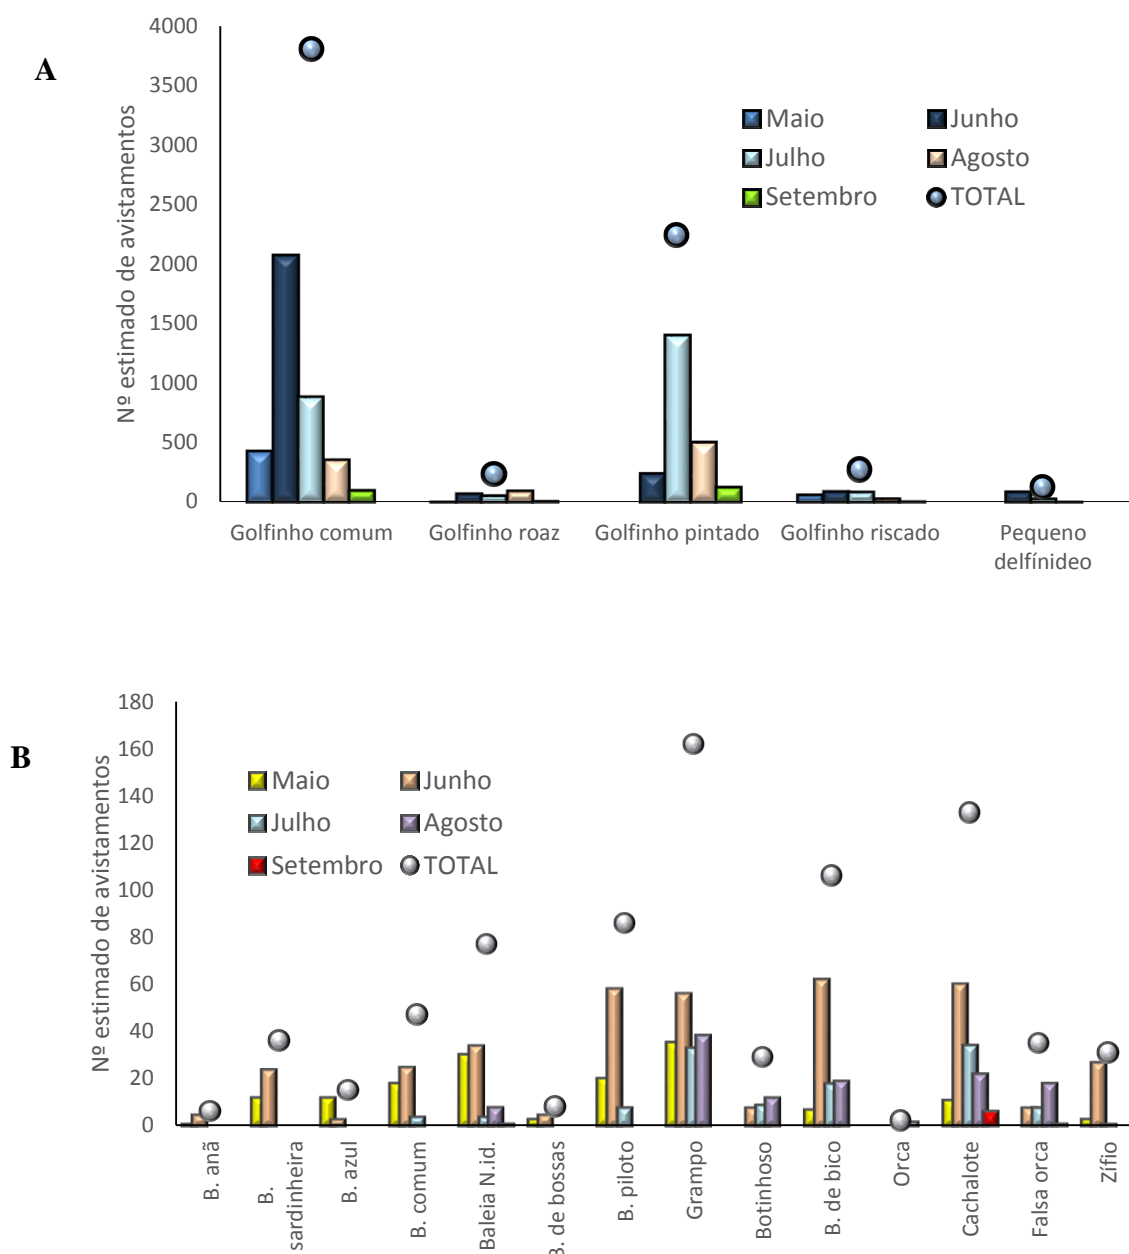 A
Nº estimado de avistamentos
4000
3500
3000
2500
2000
1500
1000
500
0
Maio
Junho
Julho
Agosto
Setembro
TOTAL
Golfinho comum
Golfinho roaz
Golfinho pintado
Golfinho riscado
Pequeno
delfínideo
B
Nº estimado de avistamentos
180
160
140
120
100
80
60
40
20
0
Maio
Junho
Julho
Agosto
Setembro
TOTAL
B. anã
B.
sardinheira
B. azul
B. comum
Baleia N.id.
B. de bossas
B. piloto
Grampo
Botinhoso
B. de bico
Orca
Cachalote
Falsa orca
Zífio